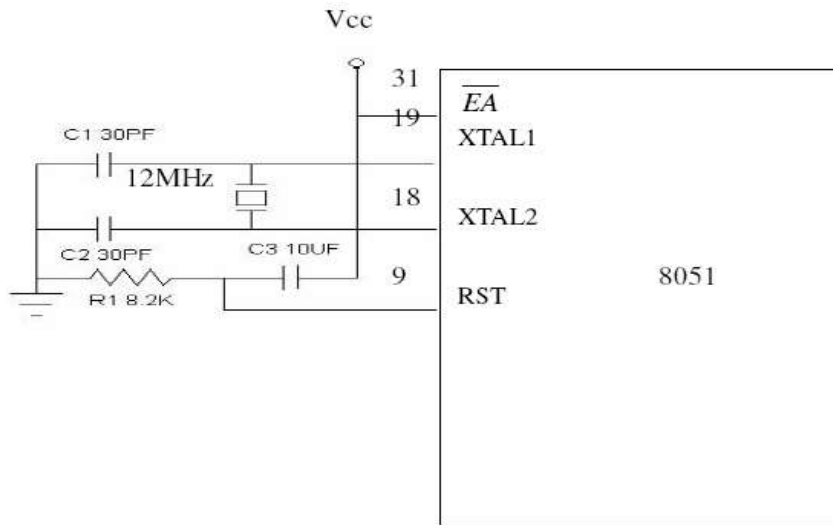 Vcc
31
EA
19
XTAL1
C1 30PF
12MHz
18
XTAL2
C2 30PF
C3 10UF
9
RST
8051
R1 8.2K